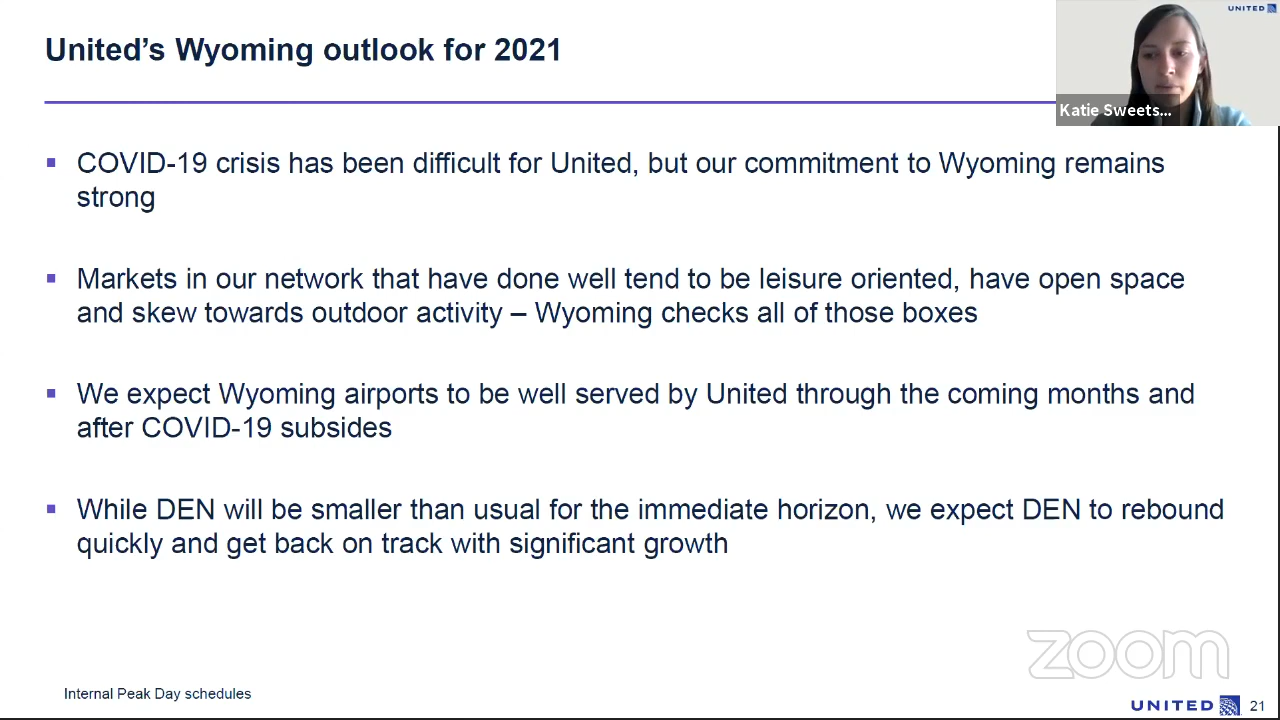 United's Wyoming outlook for 2021
UNITED
Katie Sweets...
▪ COVID-19 crisis has been difficult for United, but our commitment to Wyoming remains
strong
▪ Markets in our network that have done well tend to be leisure oriented, have open space
and skew towards outdoor activity – Wyoming checks all of those boxes
▪ We expect Wyoming airports to be well served by United through the coming months and
after COVID-19 subsides
▪ While DEN will be smaller than usual for the immediate horizon, we expect DEN to rebound
quickly and get back on track with significant growth
zoom
Internal Peak Day schedules
UNITED 21